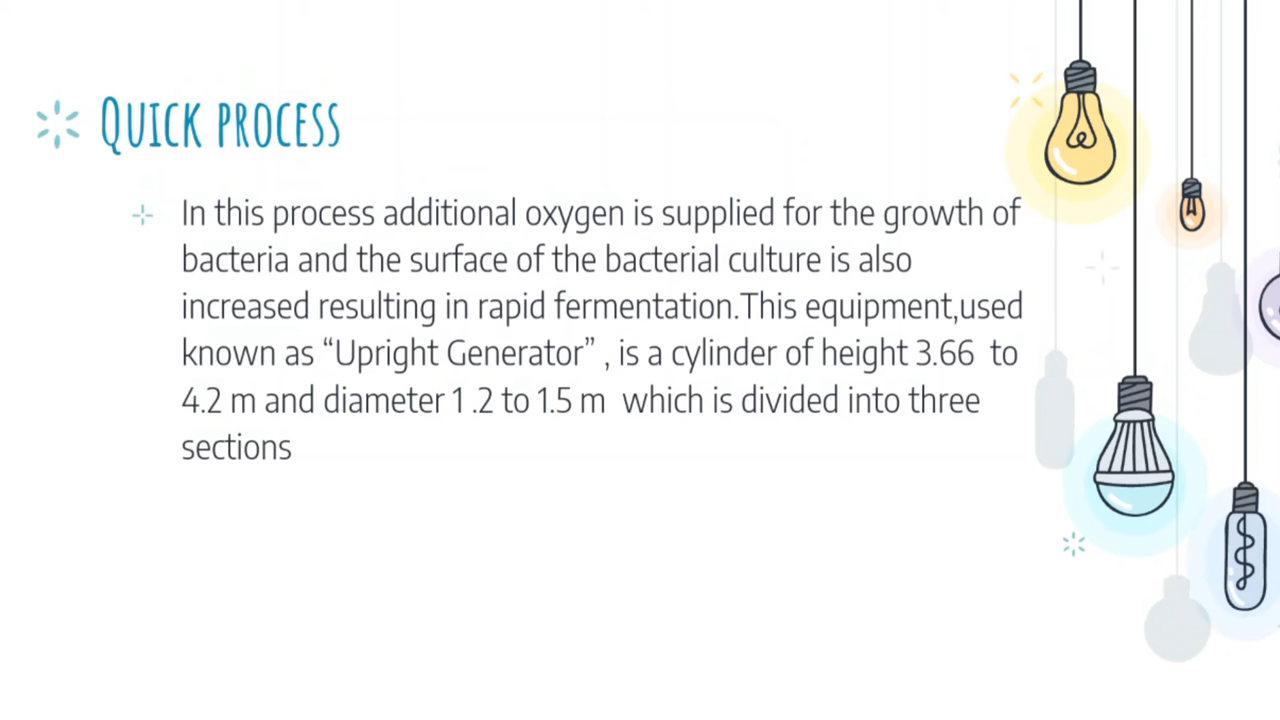 Quick process
In this process additional oxygen is supplied for the growth of
bacteria and the surface of the bacterial culture is also
increased resulting in rapid fermentation.This equipment,used
known as “Upright Generator” , is a cylinder of height 3.66  to
4.2 m and diameter 1 .2 to 1.5 m  which is divided into three
sections